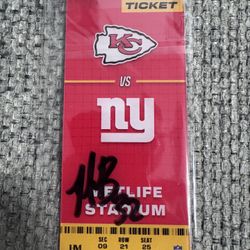 TICKET
KC
VS
ny
METLIFE
STADIUM
SEC ROW SEAT
09 21 25